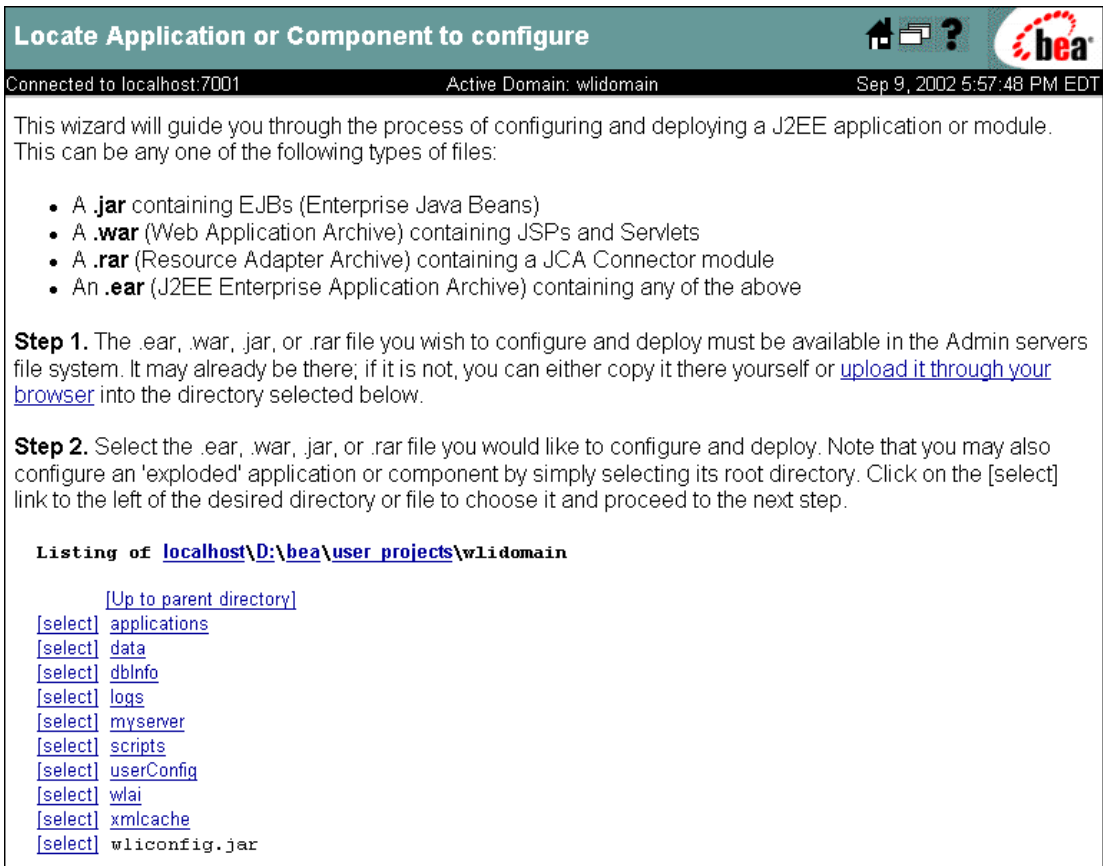 Locate Application or Component to configure
? bea
Connected to localhost:7001 Active Domain: wlidomain Sep 9, 2002 5:57:48 PM EDT
This wizard will guide you through the process of configuring and deploying a J2EE application or module.
This can be any one of the following types of files:
• A .jar containing EJBs (Enterprise Java Beans)
• A .war (Web Application Archive) containing JSPs and Servlets
• A .rar (Resource Adapter Archive) containing a JCA Connector module
• An .ear (J2EE Enterprise Application Archive) containing any of the above
Step 1. The .ear, .war, .jar, or .rar file you wish to configure and deploy must be available in the Admin servers
file system. It may already be there; if it is not, you can either copy it there yourself or upload it through your
browser into the directory selected below.
Step 2. Select the .ear, .war, .jar, or .rar file you would like to configure and deploy. Note that you may also
configure an 'exploded' application or component by simply selecting its root directory. Click on the [select]
link to the left of the desired directory or file to choose it and proceed to the next step.
Listing of localhost\D:\bea\user_projects\wlidomain
[Up to parent directory]
[select] applications
[select] data
[select] dbInfo
[select] logs
[select] myserver
[select] scripts
[select] userConfig
[select] wlai
[select] xmlcache
[select] wliconfig.jar